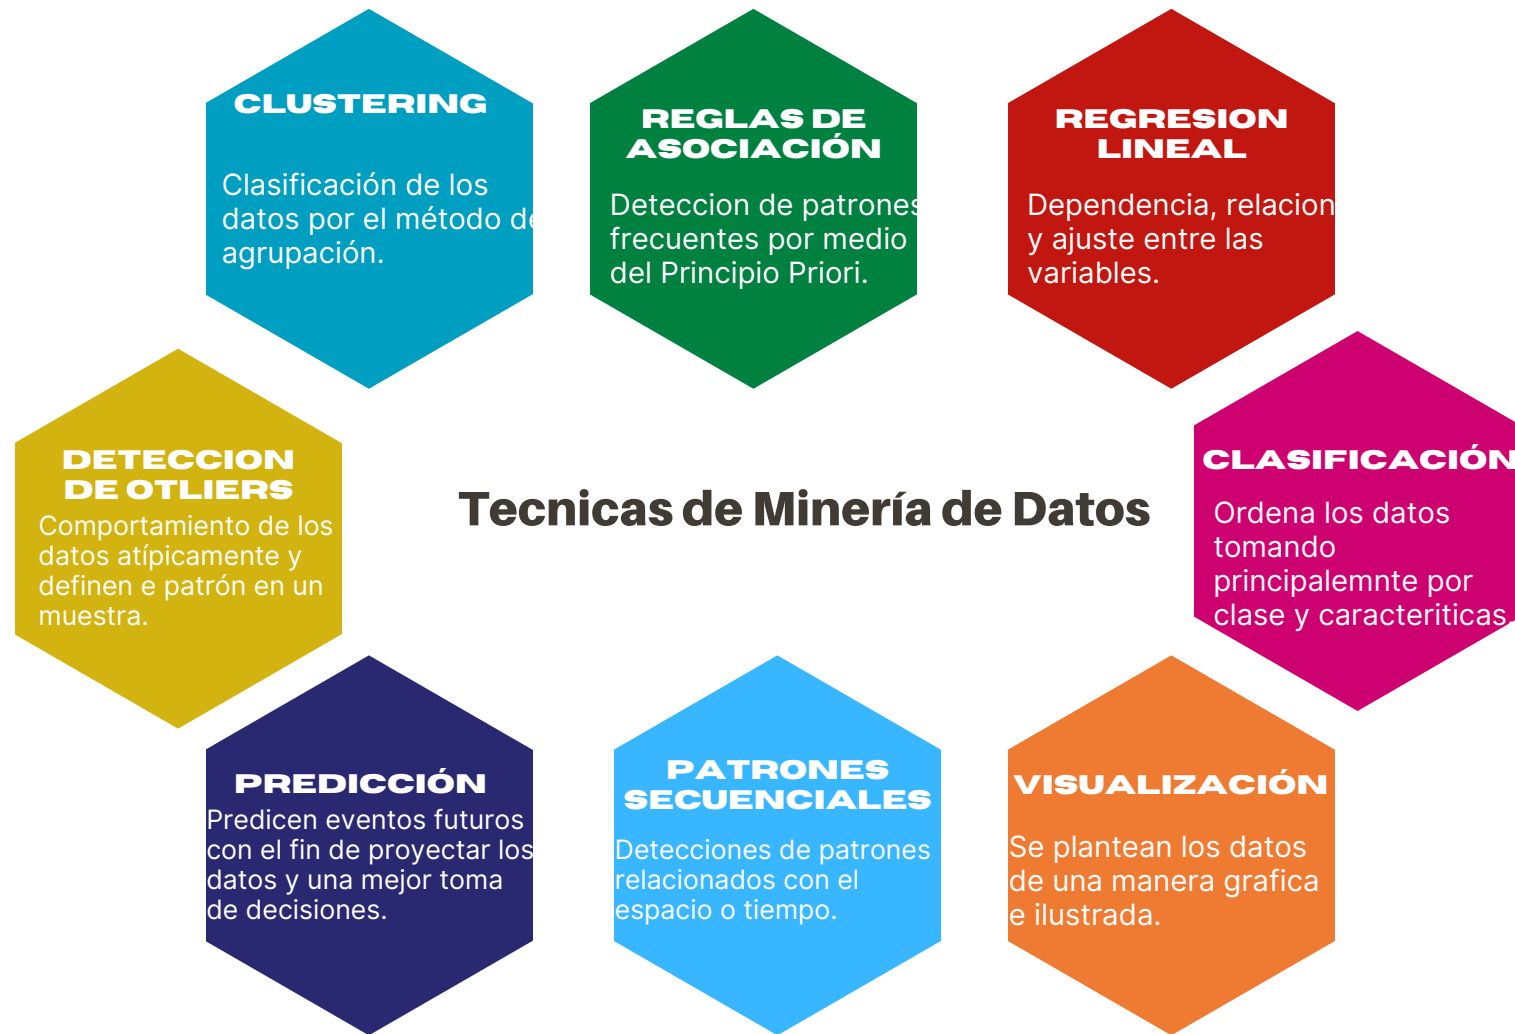 CLUSTERING
Clasificación de los
datos por el método de
agrupación.
REGLAS DE
ASOCIACIÓN
Deteccion de patrones
frecuentes por medio
del Principio Priori.
REGRESION
LINEAL
Dependencia, relacion
y ajuste entre las
variables.
DETECCION
DE OTLIERS
Comportamiento de los
datos atípicamente y
definen e patrón en un
muestra.
Tecnicas de Minería de Datos
CLASIFICACIÓN
Ordena los datos
tomando
principalemnte por
clase y caracteriticas.
PREDICCIÓN
Predicen eventos futuros
con el fin de proyectar los
datos y una mejor toma
de decisiones.
PATRONES
SECUENCIALES
Detecciones de patrones
relacionados con el
espacio o tiempo.
VISUALIZACIÓN
Se plantean los datos
de una manera grafica
e ilustrada.